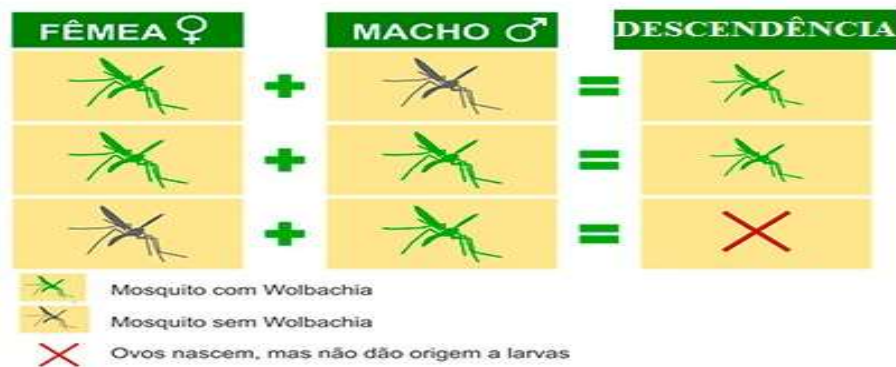 FÊMEA ♀ MACHO ♂ DESCENDÊNCIA
+ =
+ =
+ =
Mosquito com Wolbachia
Mosquito sem Wolbachia
Ovos nascem, mas não dão origem a larvas